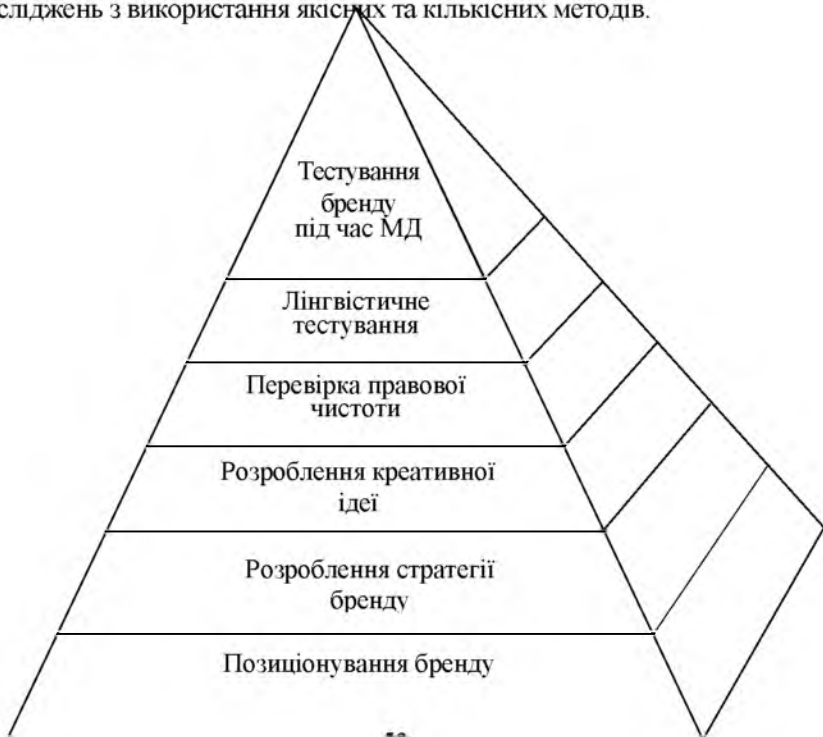 сліджень з використання якісних та кількісних методів.
Тестування
бренду
під час МД
Лінгвістичне
тестування
Перевірка правової
чистоти
Розроблення креативної
ідеї
Розроблення стратегії
бренду
Позиціонування бренду